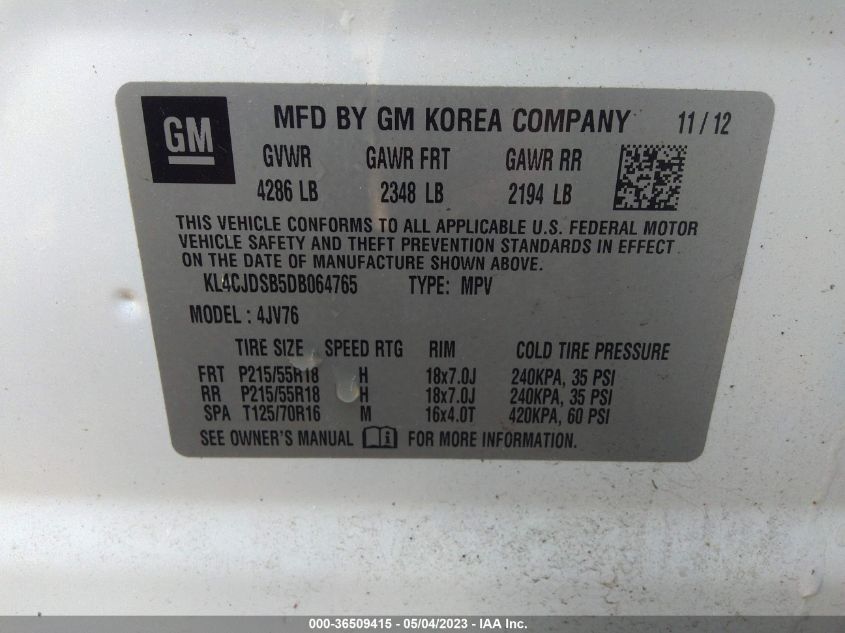 GM
MFD BY GM KOREA COMPANY 11 / 12
GVWR GAWR FRT GAWR RR
4286 LB 2348 LB 2194 LB
THIS VEHICLE CONFORMS TO ALL APPLICABLE U.S. FEDERAL MOTOR
VEHICLE SAFETY AND THEFT PREVENTION STANDARDS IN EFFECT
ON THE DATE OF MANUFACTURE SHOWN ABOVE.
KL4CJDSB5DB064765 TYPE: MPV
MODEL : 4JV76
TIRE SIZE SPEED RTG RIM COLD TIRE PRESSURE
FRT P215/55R18 H 18x7.0J 240KPA, 35 PSI
RR P215/55R18 H 18x7.0J 240KPA, 35 PSI
SPA T125/70R16 M 16x4.0T 420KPA, 60 PSI
SEE OWNER'S MANUAL FOR MORE INFORMATION.
000-36509415 - 05/04/2023 - IAA Inc.